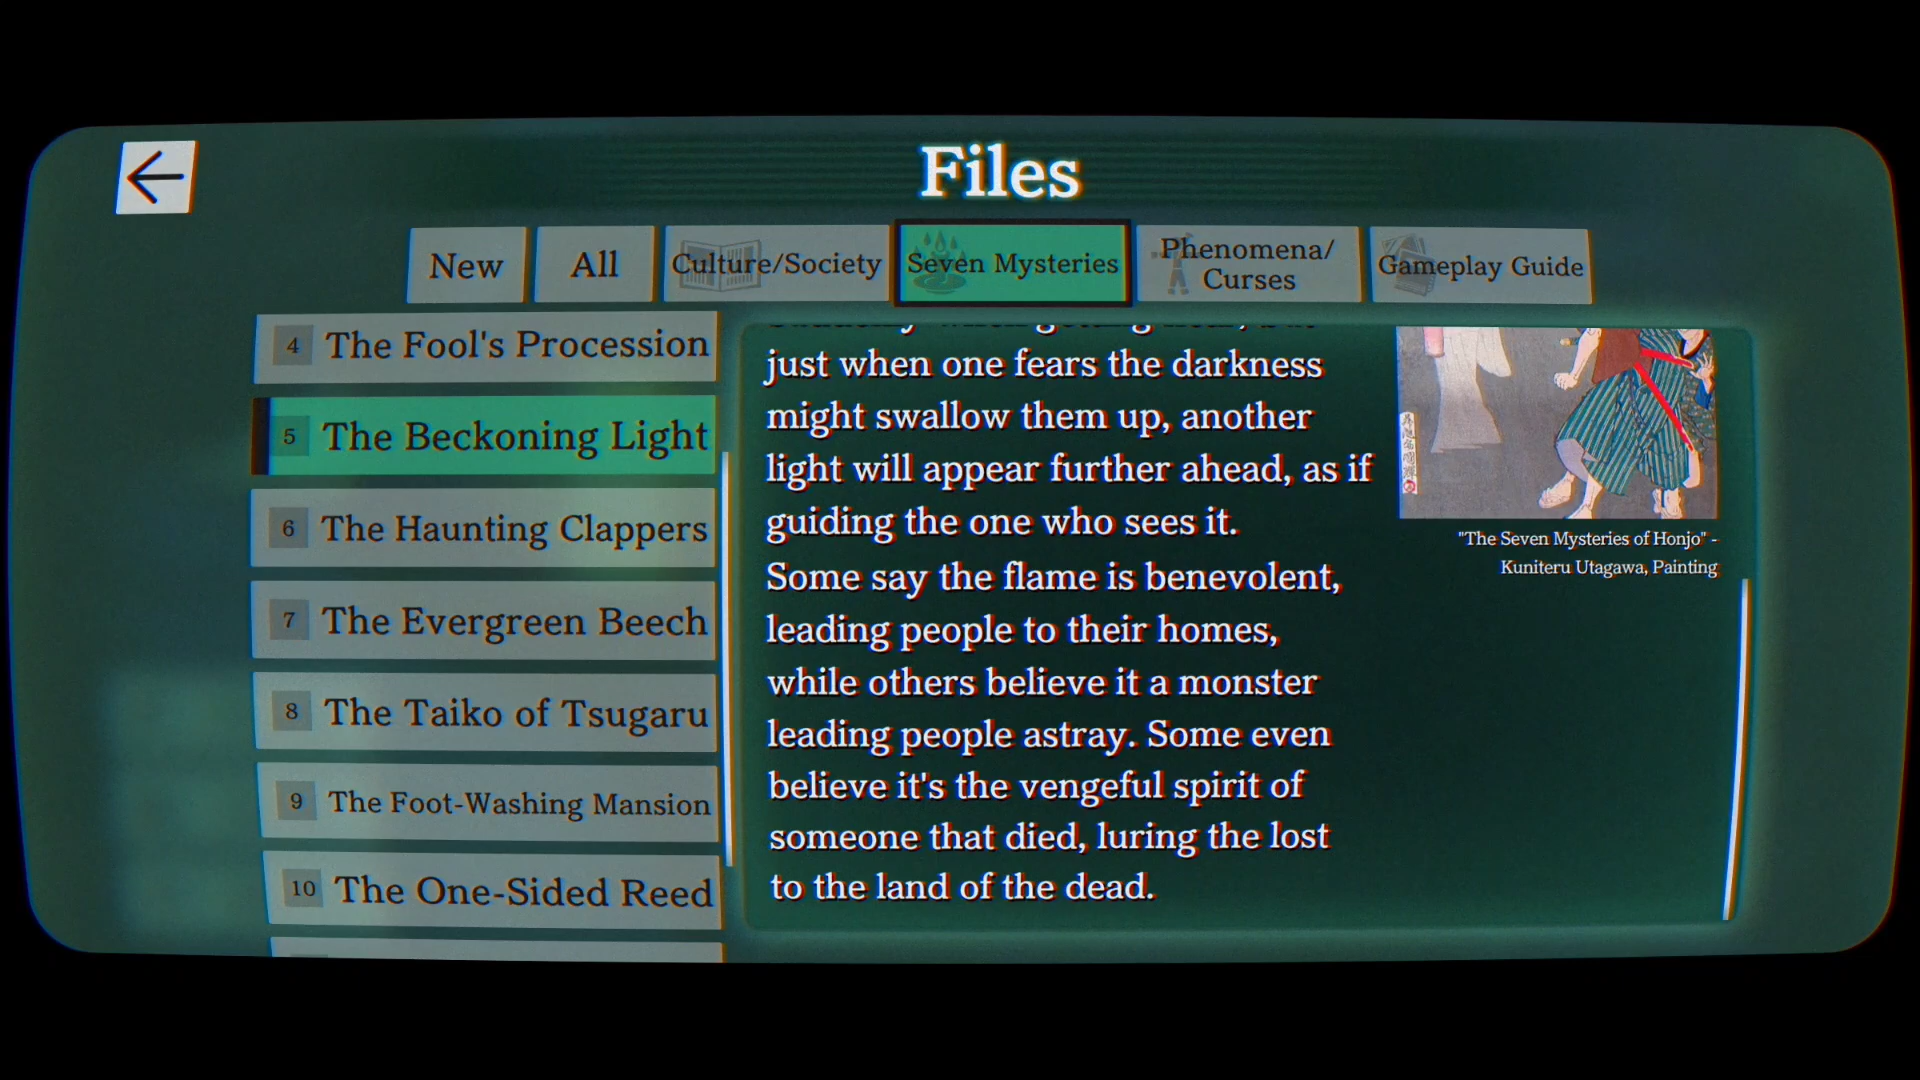 Files
New
All
Culture/Society
Seven Mysteries
Phenomena/
Curses
Gameplay Guide
4 The Fool's Procession
5 The Beckoning Light
6 The Haunting Clappers
7 The Evergreen Beech
8 The Taiko of Tsugaru
9 The Foot-Washing Mansion
10 The One-Sided Reed
just when one fears the darkness
might swallow them up, another
light will appear further ahead, as if
guiding the one who sees it.
Some say the flame is benevolent,
leading people to their homes,
while others believe it a monster
leading people astray. Some even
believe it's the vengeful spirit of
someone that died, luring the lost
to the land of the dead.
"The Seven Mysteries of Honjo" -
Kuniteru Utagawa, Painting